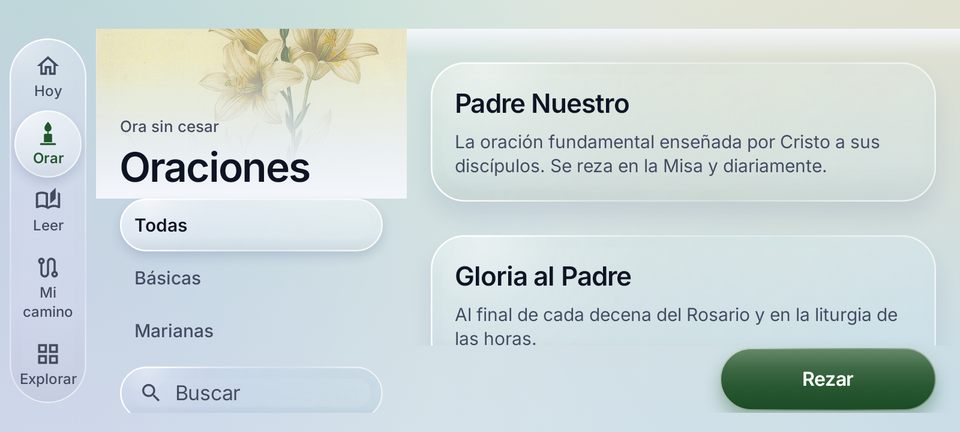 Hoy
Orar
Leer
Mi
camino
Explorar
Ora sin cesar
Oraciones
Todas
Básicas
Marianas
Buscar
Padre Nuestro
La oración fundamental enseñada por Cristo a sus
discípulos. Se reza en la Misa y diariamente.
Gloria al Padre
Al final de cada decena del Rosario y en la liturgia de
las horas.
Rezar